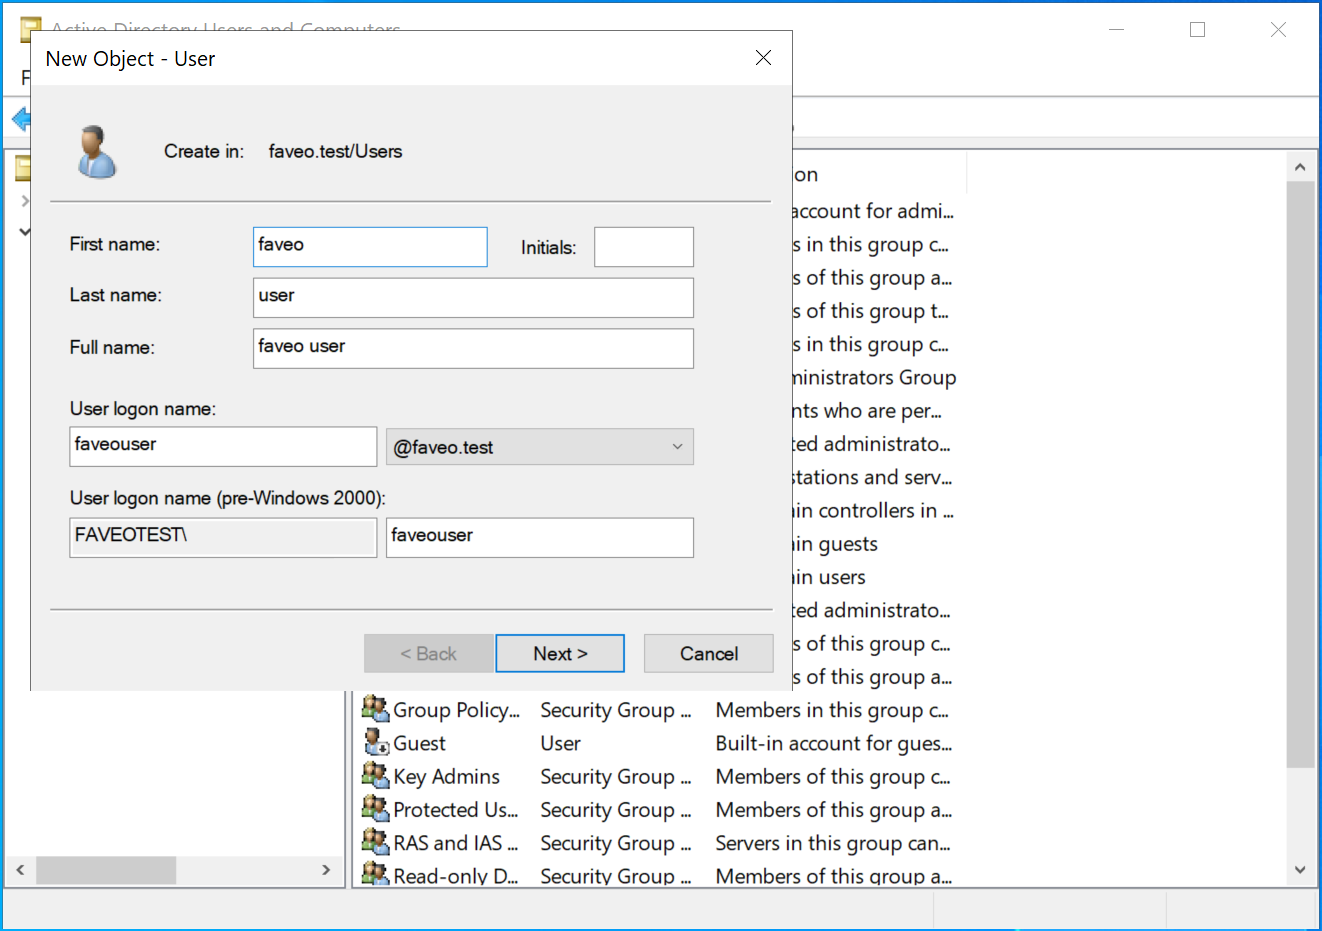 Active Directory Users and Computers
New Object - User
F
Create in: faveo.test/Users
on
First name: faveo Initials:
account for admi...
s in this group c...
s of this group a...
Last name: user
s of this group t...
Full name: faveo user
s in this group c...
ministrators Group
User logon name:
nts who are per...
faveouser @faveo.test
ted administrato...
stations and serv...
User logon name (pre-Windows 2000):
ain controllers in ...
FAVEOTEST\ faveouser
ain guests
ain users
ted administrato...
s of this group c...
< Back Next > Cancel
s of this group a...
Group Policy... Security Group ... Members in this group c...
Guest User Built-in account for gues...
Key Admins Security Group ... Members of this group c...
Protected Us... Security Group ... Members of this group a...
RAS and IAS ... Security Group ... Servers in this group can...
Read-only D... Security Group ... Members of this group a...